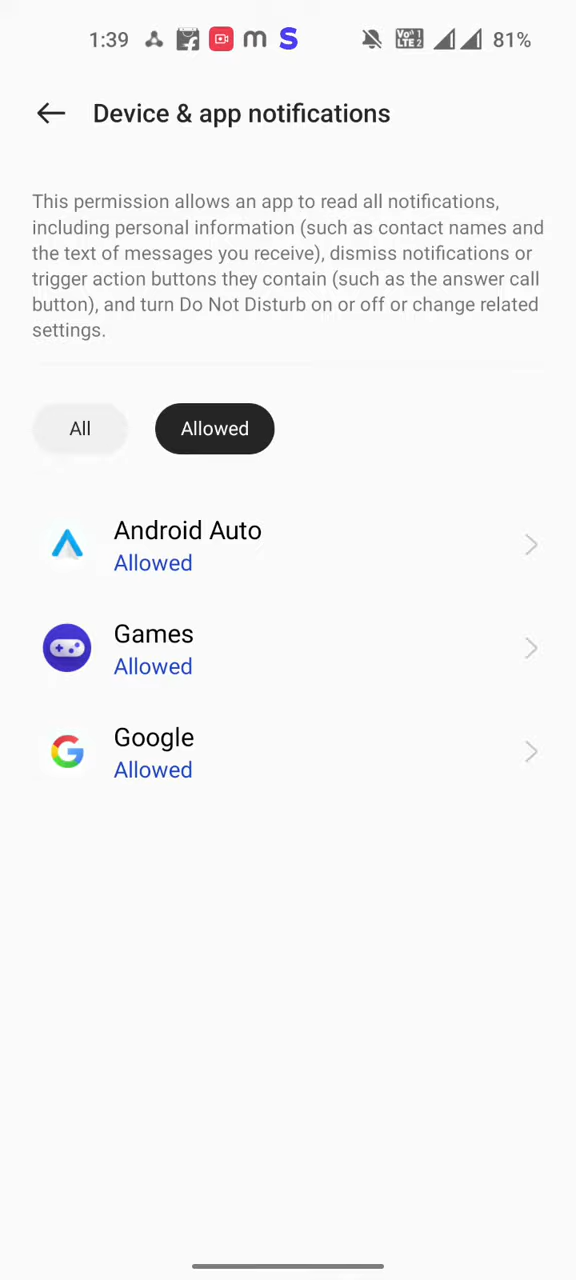 1:39 81%
Device & app notifications
This permission allows an app to read all notifications,
including personal information (such as contact names and
the text of messages you receive), dismiss notifications or
trigger action buttons they contain (such as the answer call
button), and turn Do Not Disturb on or off or change related
settings.
All Allowed
Android Auto
Allowed
Games
Allowed
Google
Allowed